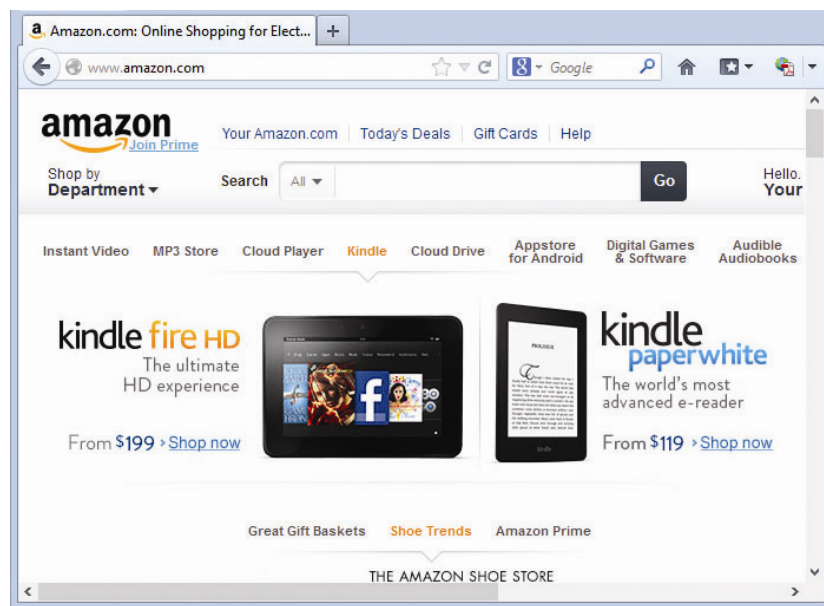 Amazon.com: Online Shopping for Elect...
www.amazon.com
Google
amazon
Join Prime
Your Amazon.com Today's Deals Gift Cards Help
Shop by
Department
Search All Go
Hello.
Your
Instant Video MP3 Store Cloud Player Kindle Cloud Drive Appstore for Android Digital Games & Software Audible Audiobooks
kindle fire HD
The ultimate
HD experience
From $199 › Shop now
PROLOGUE
kindle
kindle
paperwhite
The world's most
advanced e-reader
From $119 › Shop now
Great Gift Baskets Shoe Trends Amazon Prime
THE AMAZON SHOE STORE